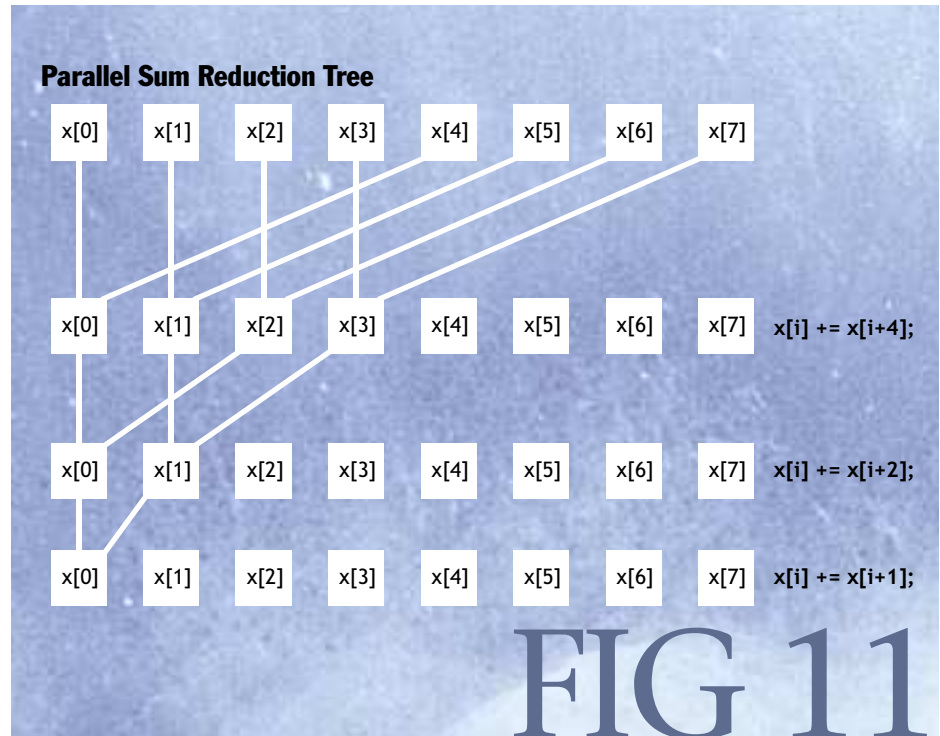 Parallel Sum Reduction Tree
x[0] x[1] x[2] x[3] x[4] x[5] x[6] x[7]
x[0] x[1] x[2] x[3] x[4] x[5] x[6] x[7] x[i] += x[i+4];
x[0] x[1] x[2] x[3] x[4] x[5] x[6] x[7] x[i] += x[i+2];
x[0] x[1] x[2] x[3] x[4] x[5] x[6] x[7] x[i] += x[i+1];
FIG 11